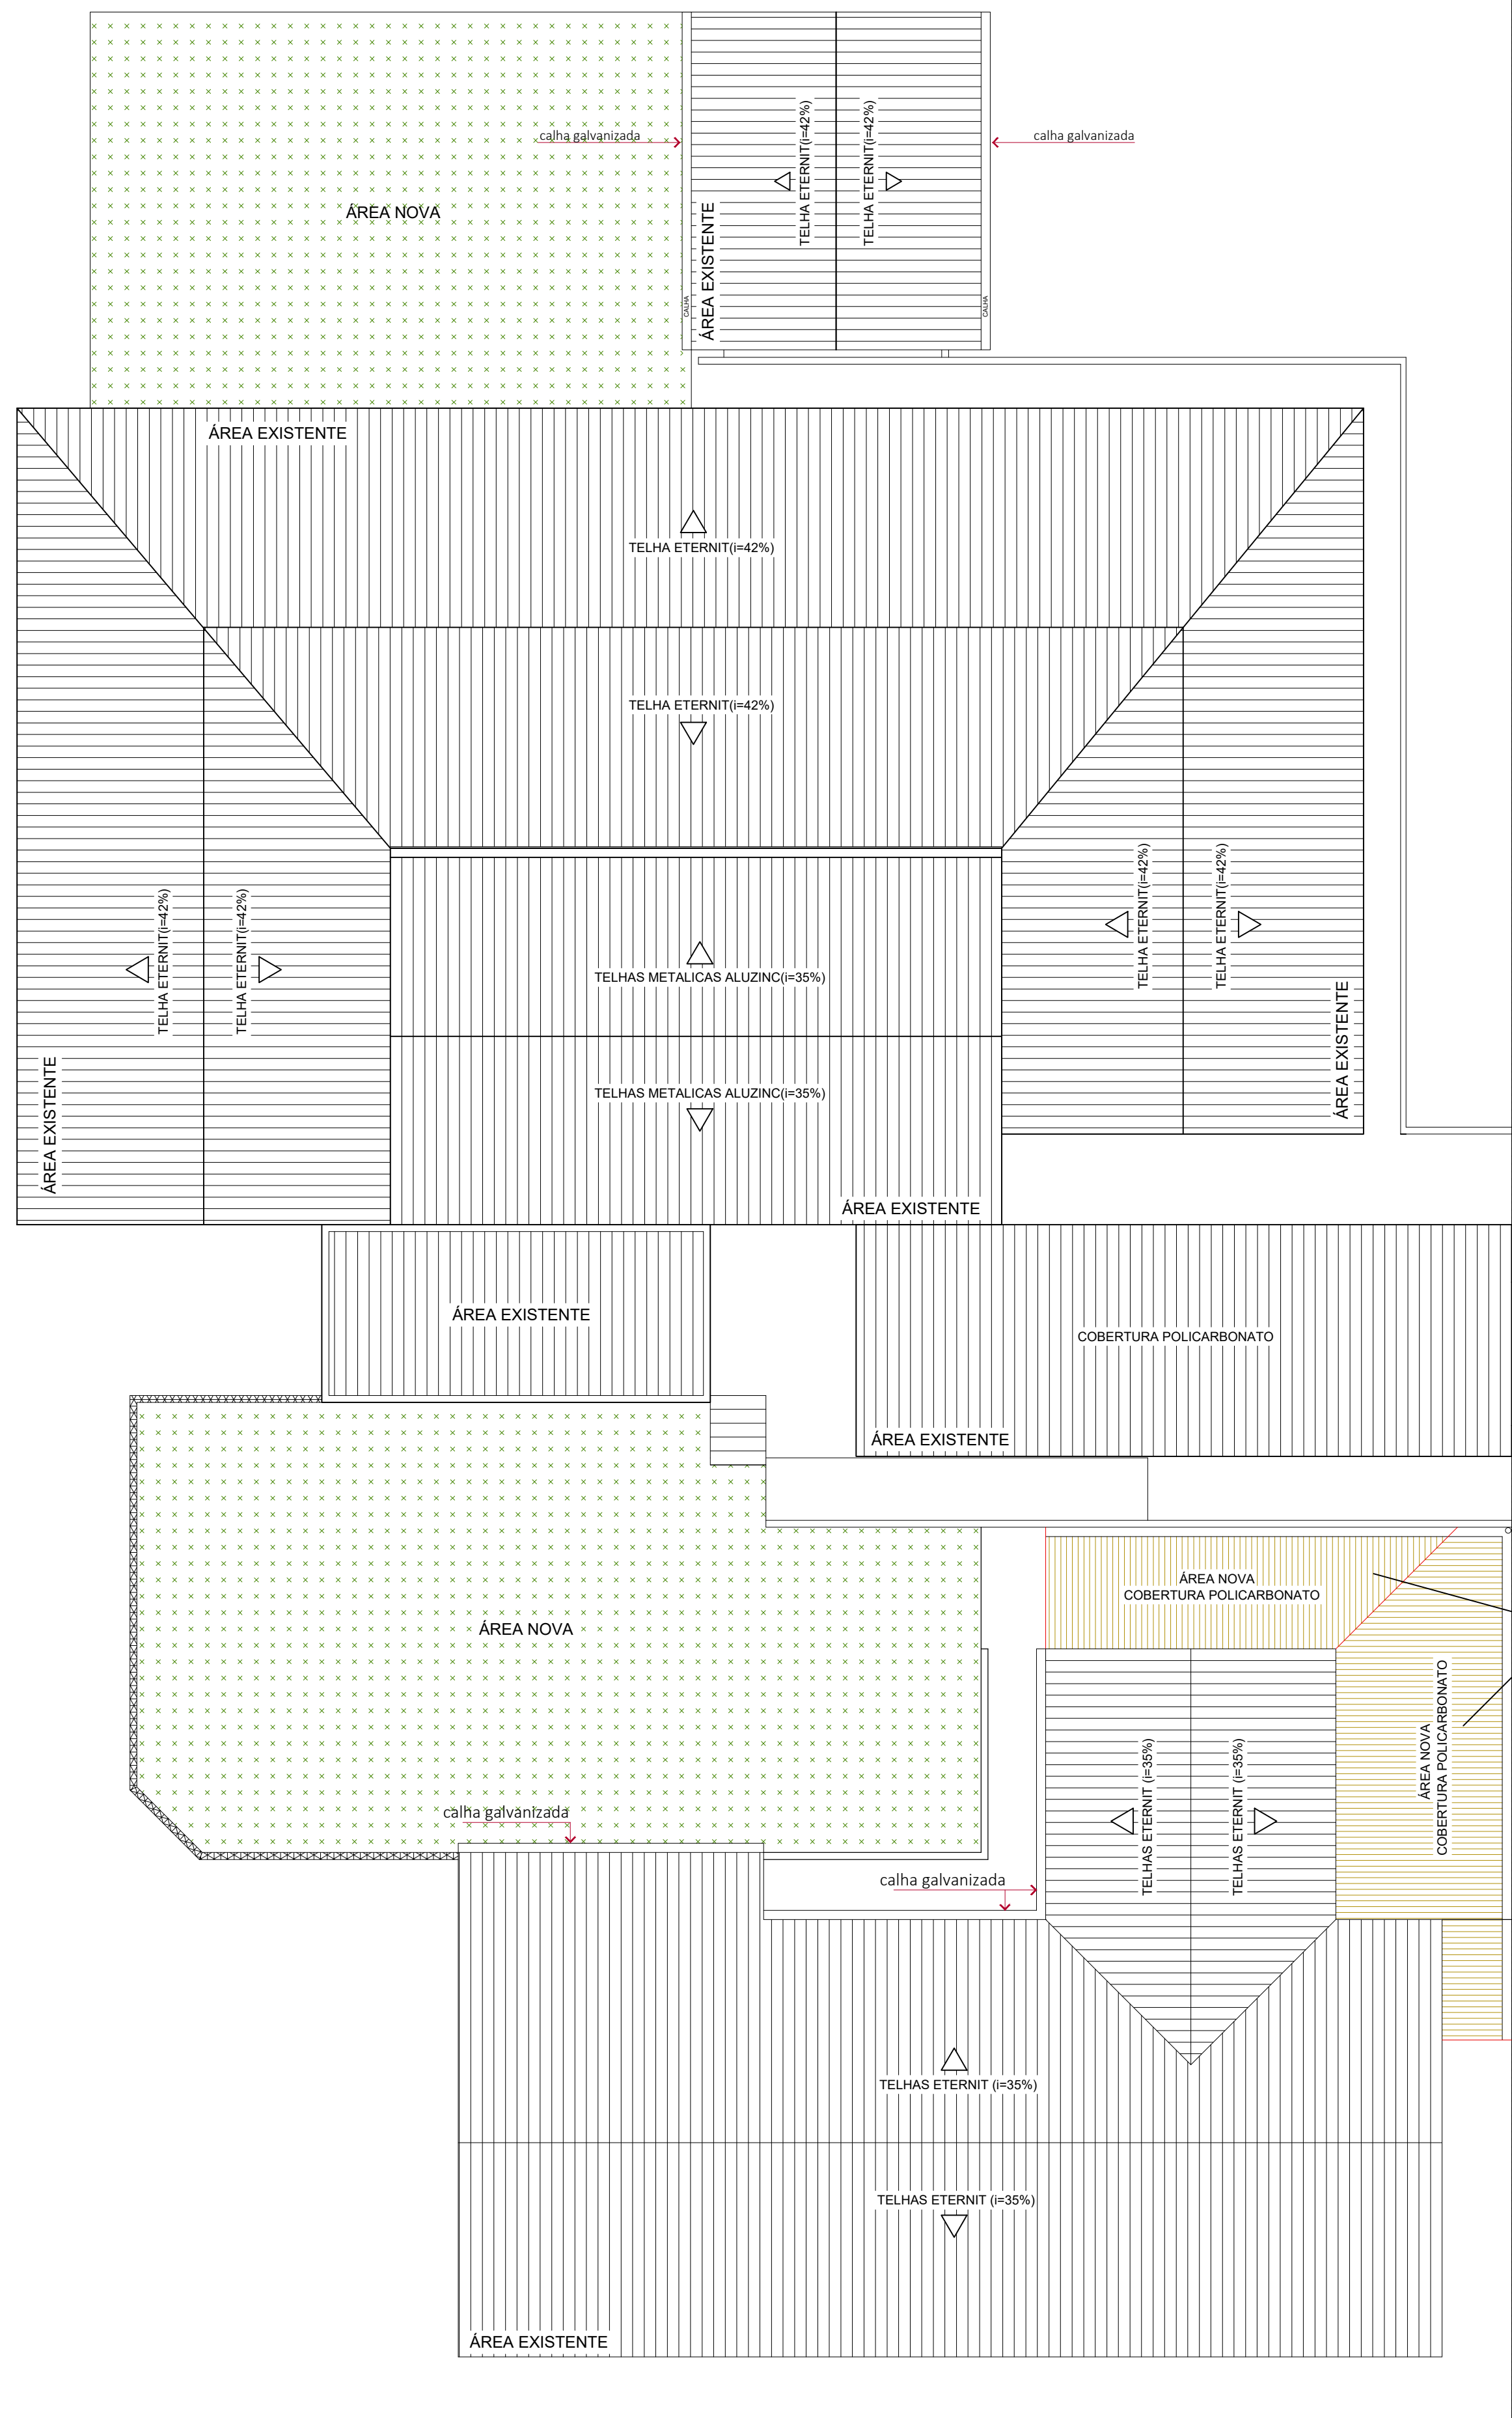 calha galvanizada
calha galvanizada
TELHA ETERNIT(i=42%)
TELHA ETERNIT(i=42%)
ÁREA NOVA
ÁREA EXISTENTE
CALHA
CALHA
ÁREA EXISTENTE
TELHA ETERNIT(i=42%)
TELHA ETERNIT(i=42%)
TELHA ETERNIT(i=42%)
TELHA ETERNIT(i=42%)
TELHA ETERNIT(i=42%)
TELHA ETERNIT(i=42%)
TELHAS METALICAS ALUZINC(i=35%)
ÁREA EXISTENTE
ÁREA EXISTENTE
TELHAS METALICAS ALUZINC(i=35%)
ÁREA EXISTENTE
ÁREA EXISTENTE
COBERTURA POLICARBONATO
ÁREA EXISTENTE
ÁREA NOVA
COBERTURA POLICARBONATO
ÁREA NOVA
ÁREA NOVA
COBERTURA POLICARBONATO
TELHAS ETERNIT (i=35%)
TELHAS ETERNIT (i=35%)
calha galvanizada
calha galvanizada
TELHAS ETERNIT (i=35%)
TELHAS ETERNIT (i=35%)
ÁREA EXISTENTE